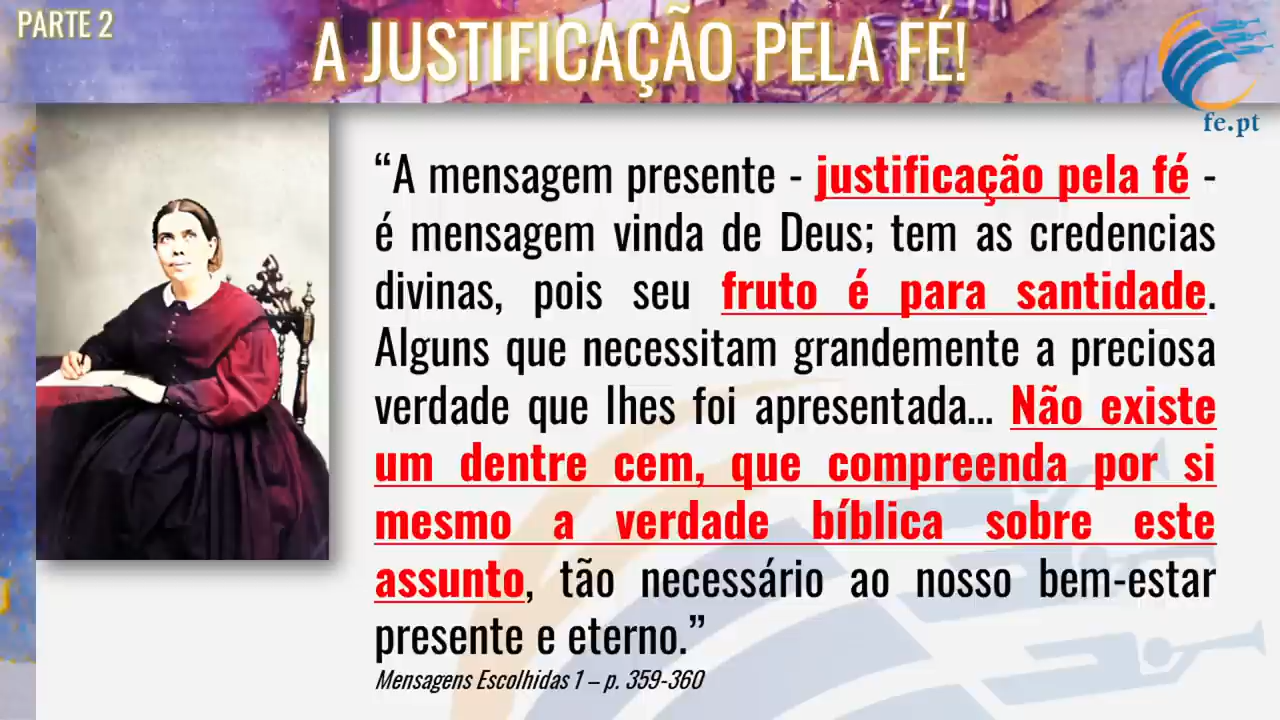 PARTE 2
A JUSTIFICAÇÃO PELA FÉ!
fe.pt
“A mensagem presente - justificação pela fé -
é mensagem vinda de Deus; tem as credencias
divinas, pois seu fruto é para santidade.
Alguns que necessitam grandemente a preciosa
verdade que lhes foi apresentada... Não existe
um dentre cem, que compreenda por si
mesmo a verdade bíblica sobre este
assunto, tão necessário ao nosso bem-estar
presente e eterno.”
Mensagens Escolhidas 1 – p. 359-360